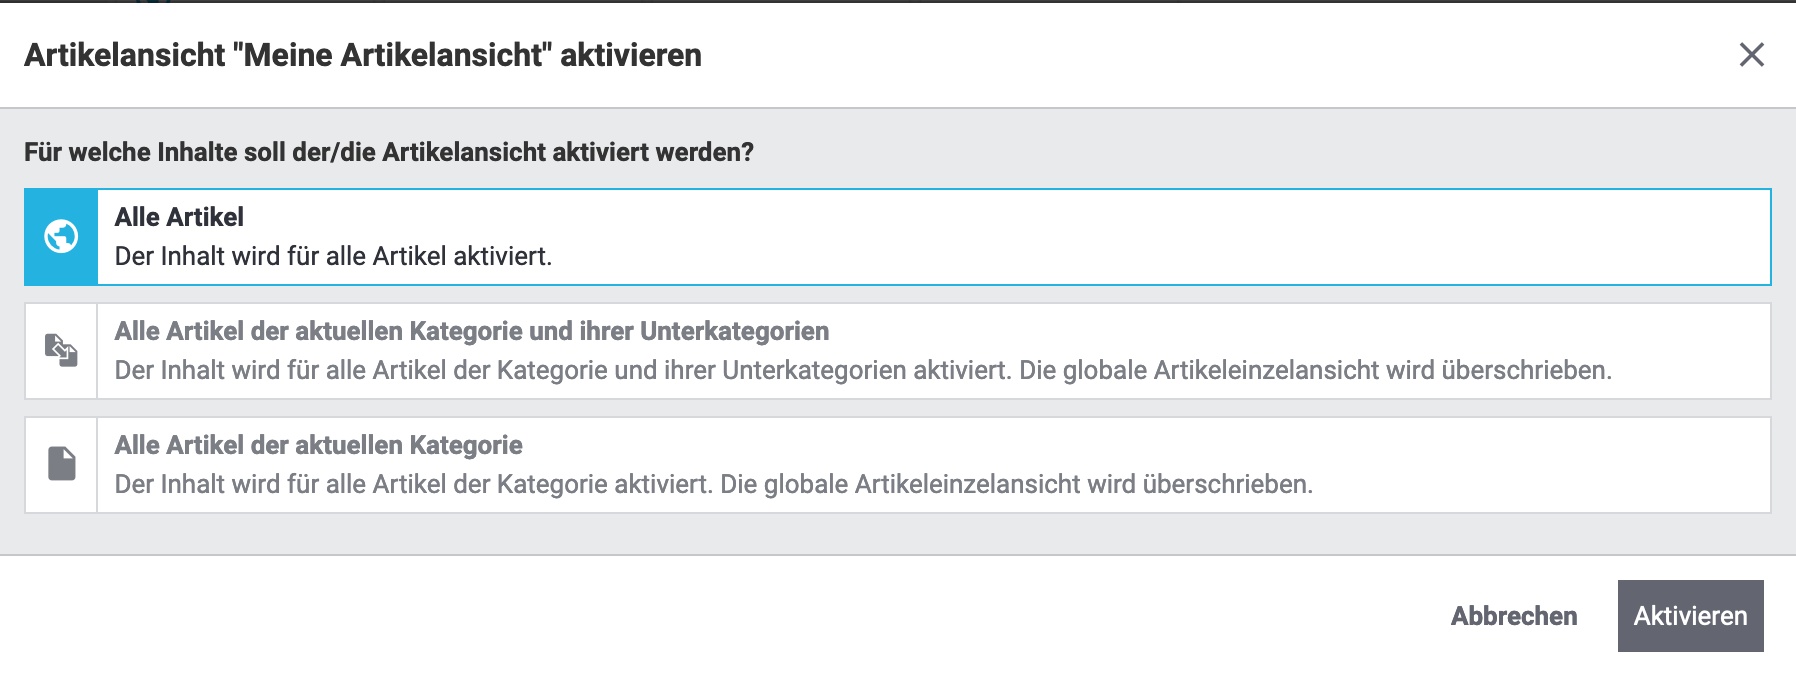 Artikelansicht "Meine Artikelansicht" aktivieren
Für welche Inhalte soll der/die Artikelansicht aktiviert werden?
Alle Artikel
Der Inhalt wird für alle Artikel aktiviert.
Alle Artikel der aktuellen Kategorie und ihrer Unterkategorien
Der Inhalt wird für alle Artikel der Kategorie und ihrer Unterkategorien aktiviert. Die globale Artikeleinzelansicht wird überschrieben.
Alle Artikel der aktuellen Kategorie
Der Inhalt wird für alle Artikel der Kategorie aktiviert. Die globale Artikeleinzelansicht wird überschrieben.
Abbrechen Aktivieren